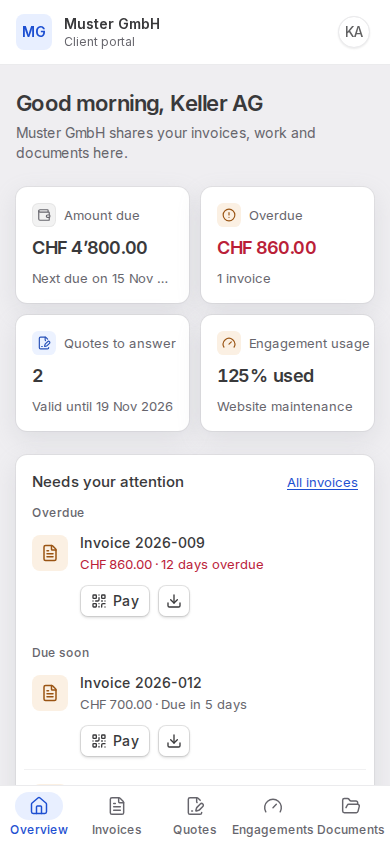 MG
Muster GmbH
Client portal
KA
Good morning, Keller AG
Muster GmbH shares your invoices, work and
documents here.
Amount due
CHF 4’800.00
Next due on 15 Nov ...
Overdue
CHF 860.00
1 invoice
Quotes to answer
2
Valid until 19 Nov 2026
Engagement usage
125% used
Website maintenance
Needs your attention
All invoices
Overdue
Invoice 2026-009
CHF 860.00 · 12 days overdue
Pay
Due soon
Invoice 2026-012
CHF 700.00 · Due in 5 days
Pay
Overview
Invoices
Quotes
Engagements
Documents